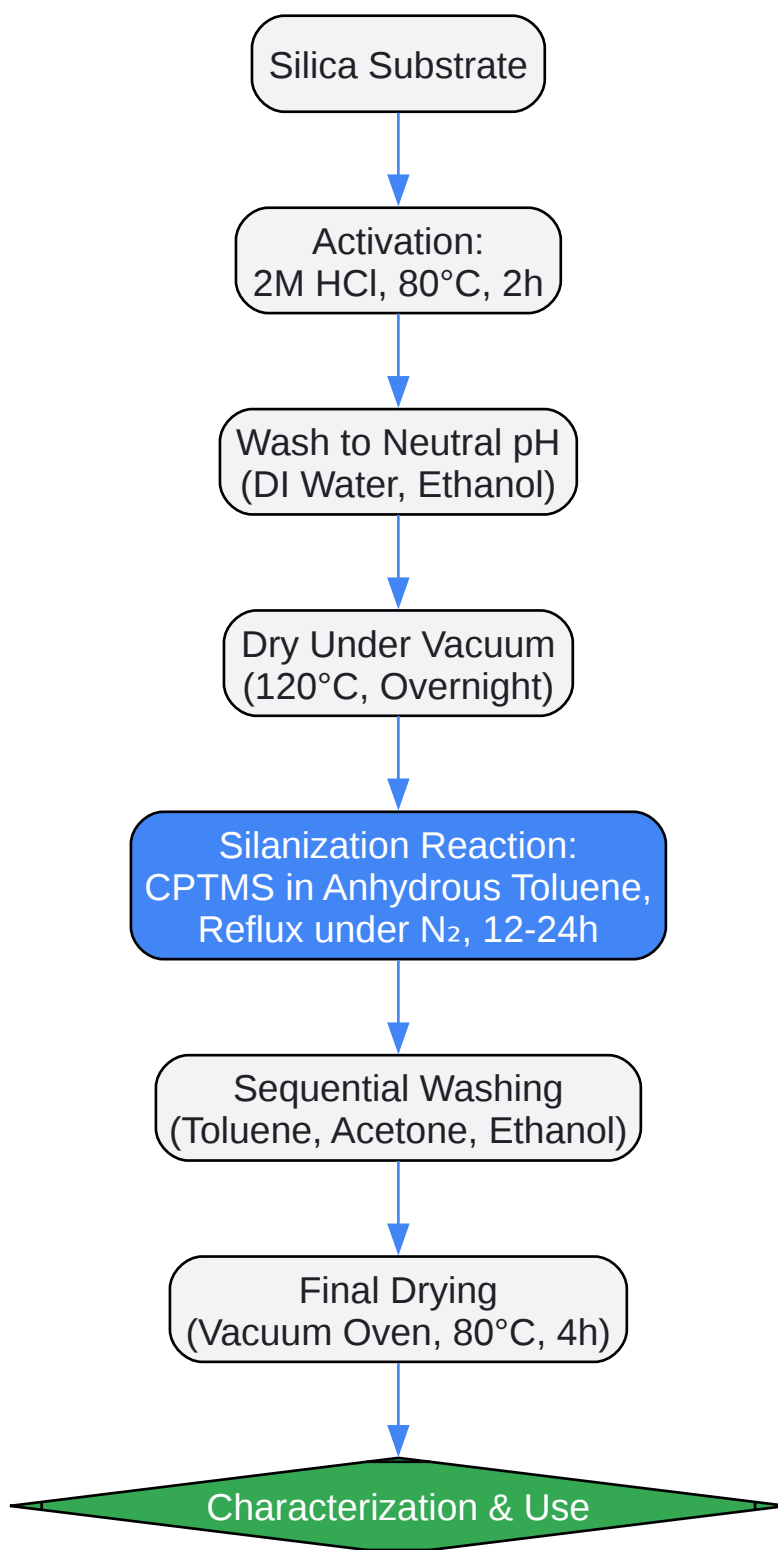 Silica Substrate
Activation:
2M HCl, 80°C, 2h
Wash to Neutral pH
(DI Water, Ethanol)
Dry Under Vacuum
(120°C, Overnight)
Silanization Reaction:
CPTMS in Anhydrous Toluene,
Reflux under N₂, 12-24h
Sequential Washing
(Toluene, Acetone, Ethanol)
Final Drying
(Vacuum Oven, 80°C, 4h)
Characterization & Use